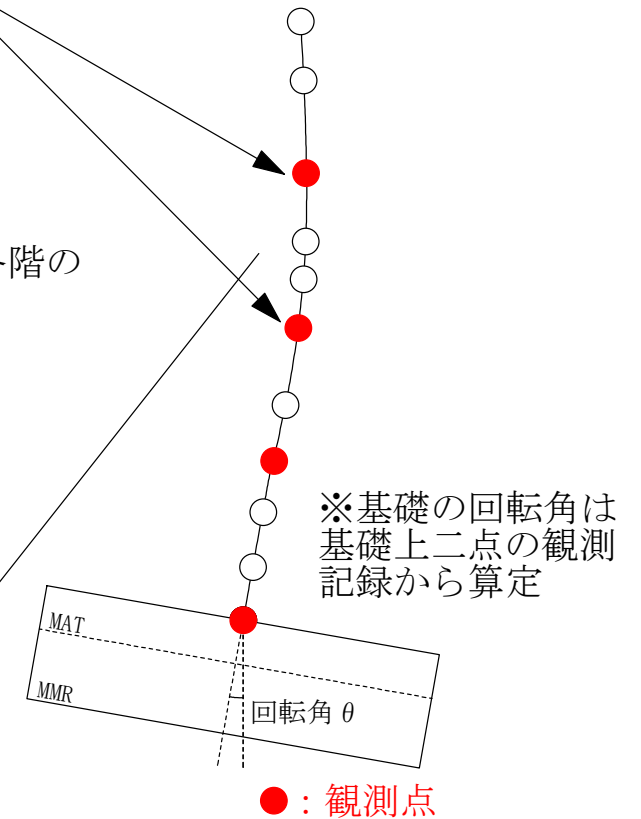 階の
※基礎の回転角は
基礎上二点の観測
記録から算定
MAT
MMR
回転角 θ
●：観測点